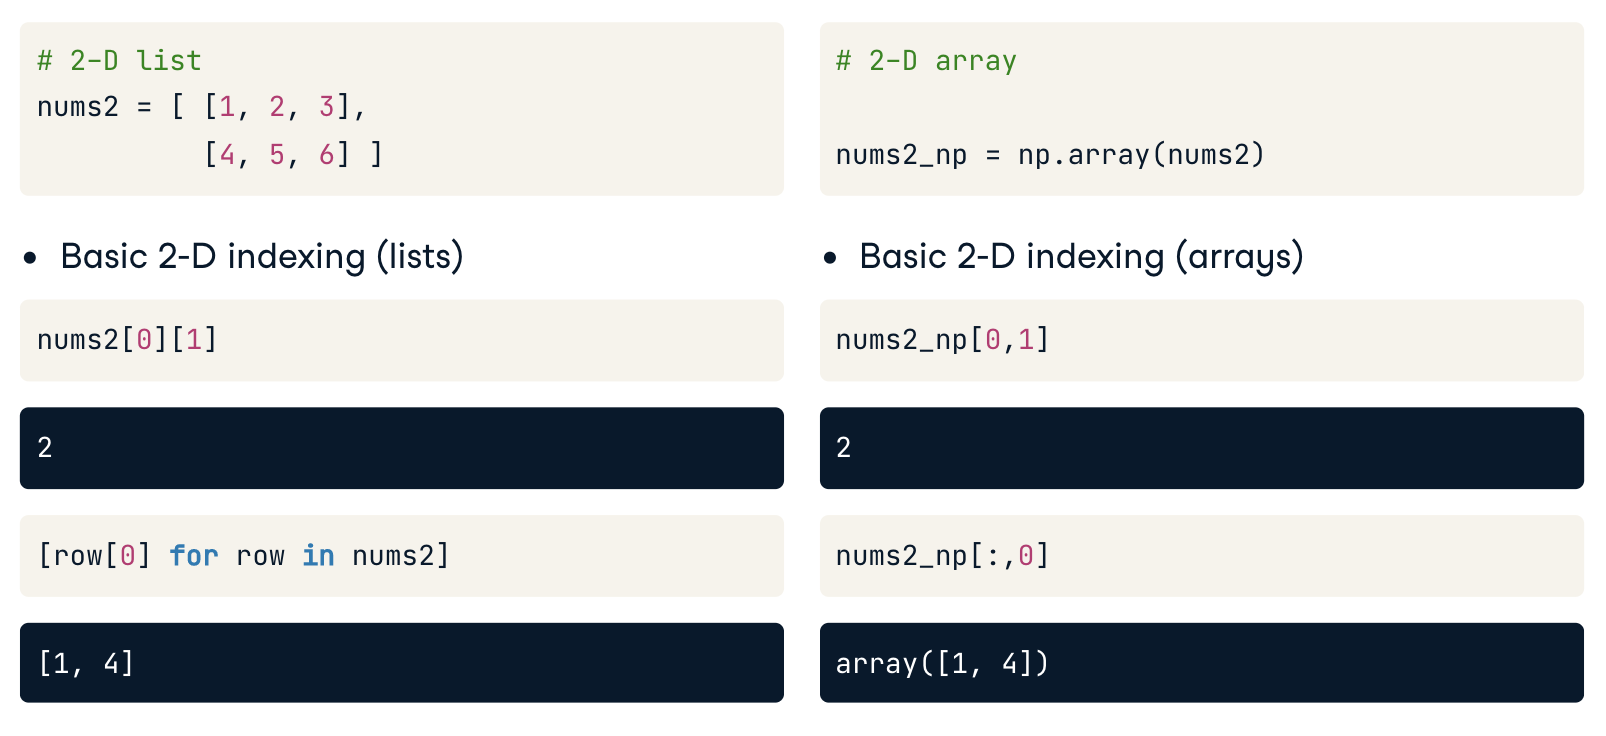 # 2-D list
nums2 = [ [1, 2, 3],
          [4, 5, 6] ]
• Basic 2-D indexing (lists)
nums2[0][1]
2
[row[0] for row in nums2]
[1, 4]
# 2-D array
nums2_np = np.array(nums2)
• Basic 2-D indexing (arrays)
nums2_np[0,1]
2
nums2_np[:,0]
array([1, 4])